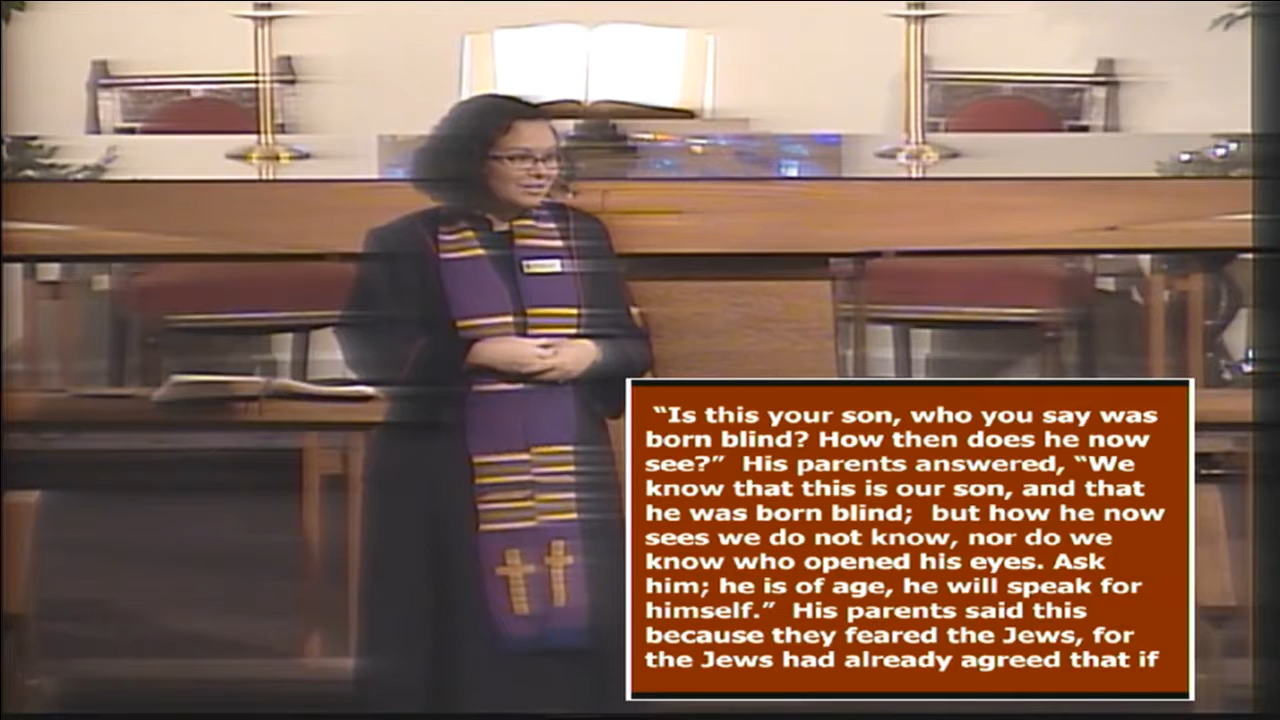 “Is this your son, who you say was
born blind? How then does he now
see?”  His parents answered, “We
know that this is our son, and that
he was born blind;  but how he now
sees we do not know, nor do we
know who opened his eyes. Ask
him; he is of age, he will speak for
himself.”  His parents said this
because they feared the Jews, for
the Jews had already agreed that if